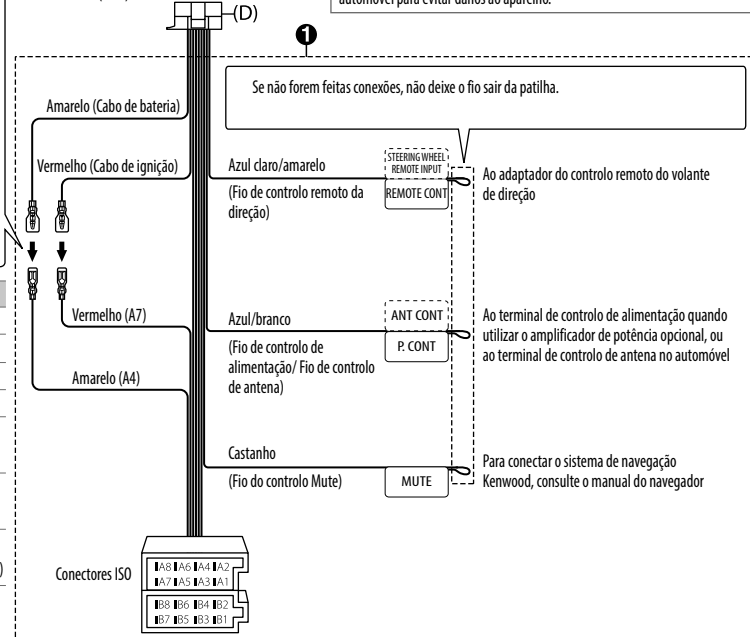 automóvel para evitar danos ao aparelho.
(D)
1
Se não forem feitas conexões, não deixe o fio sair da patilha.
Amarelo (Cabo de bateria)
Vermelho (Cabo de ignição)
Azul claro/amarelo
(Fio de controlo remoto da
direção)
STEERING WHEEL
REMOTE INPUT
REMOTE CONT
Ao adaptador do controlo remoto do volante
de direção
Vermelho (A7)
Amarelo (A4)
Azul/branco
(Fio de controlo de
alimentação/ Fio de controlo
de antena)
ANT CONT
P. CONT
Ao terminal de controlo de alimentação quando
utilizar o amplificador de potência opcional, ou
ao terminal de controlo de antena no automóvel
Castanho
(Fio do controlo Mute)
MUTE
Para conectar o sistema de navegação
Kenwood, consulte o manual do navegador
)
Conectores ISO
A8 A6 A4 A2
A7 A5 A3 A1
B8 B6 B4 B2
B7 B5 B3 B1